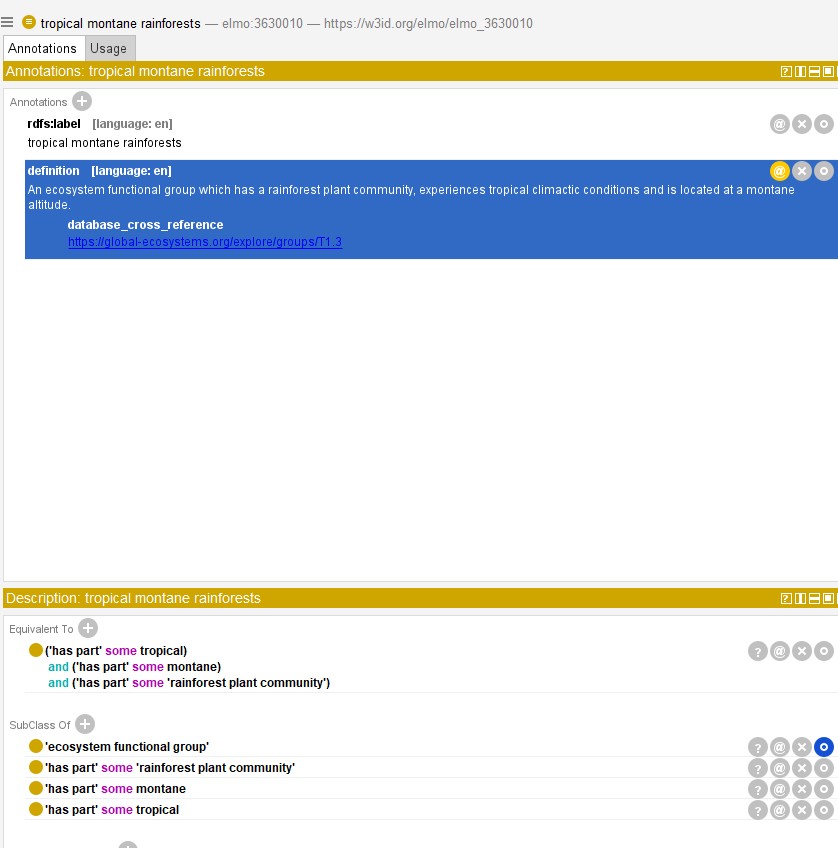 tropical montane rainforests — elmo:3630010 — https://w3id.org/elmo/elmo_3630010
Annotations Usage
Annotations: tropical montane rainforests
Annotations
rdfs:label [language: en]
tropical montane rainforests
definition [language: en]
An ecosystem functional group which has a rainforest plant community, experiences tropical climactic conditions and is located at a montane
altitude.
database_cross_reference
https://global-ecosystems.org/explore/groups/T1.3
Description: tropical montane rainforests
Equivalent To
('has part' some tropical)
and ('has part' some montane)
and ('has part' some 'rainforest plant community')
SubClass Of
'ecosystem functional group'
'has part' some 'rainforest plant community'
'has part' some montane
'has part' some tropical